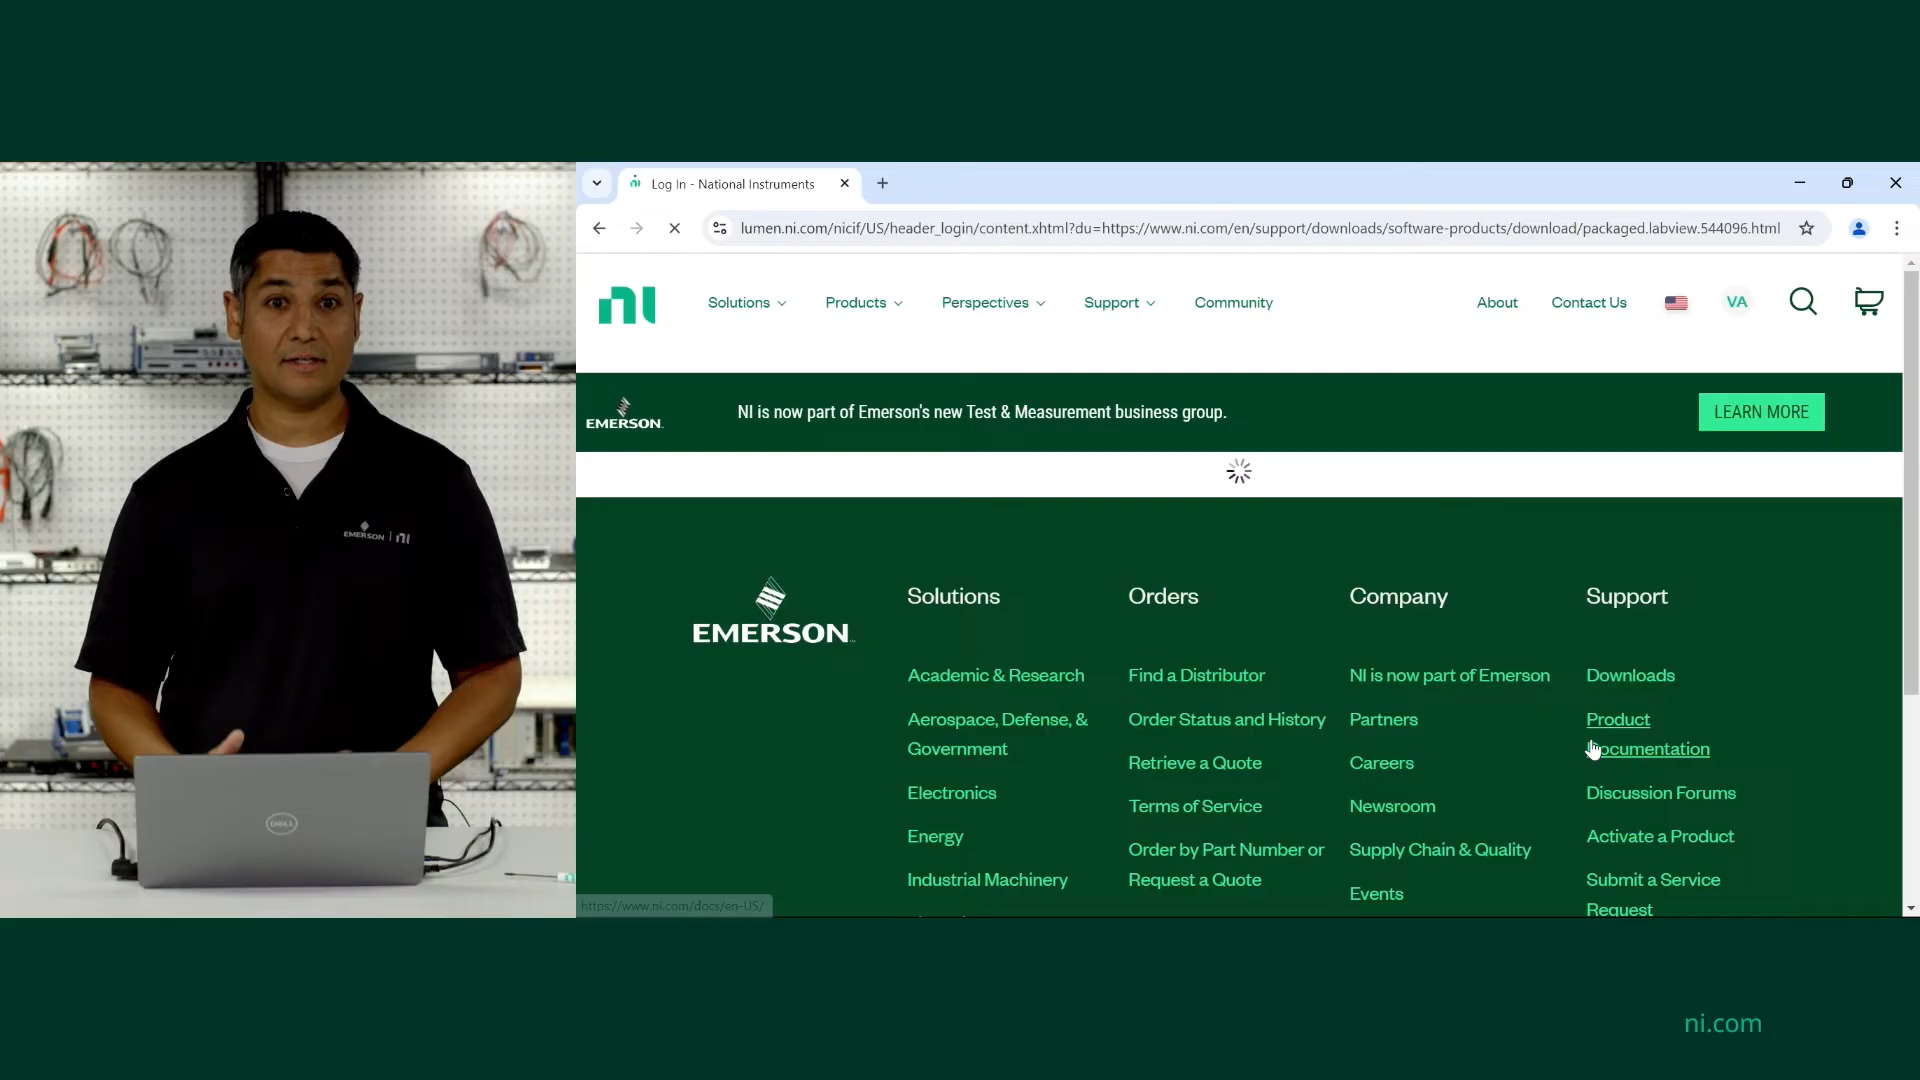 Log In - National Instruments
lumen.ni.com/nicif/US/header_login/content.xhtml?du=https://www.ni.com/en/support/downloads/software-products/download/packaged.labview.544096.html
ni
Solutions
Products
Perspectives
Support
Community
About
Contact Us
VA
EMERSON
NI is now part of Emerson's new Test & Measurement business group.
LEARN MORE
EMERSON | ni
EMERSON
Solutions
Academic & Research
Aerospace, Defense, &
Government
Electronics
Energy
Industrial Machinery
Orders
Find a Distributor
Order Status and History
Retrieve a Quote
Terms of Service
Order by Part Number or
Request a Quote
Company
NI is now part of Emerson
Partners
Careers
Newsroom
Supply Chain & Quality
Events
Support
Downloads
Product
Documentation
Discussion Forums
Activate a Product
Submit a Service
Request
DELL
https://www.ni.com/docs/en-US/
ni.com